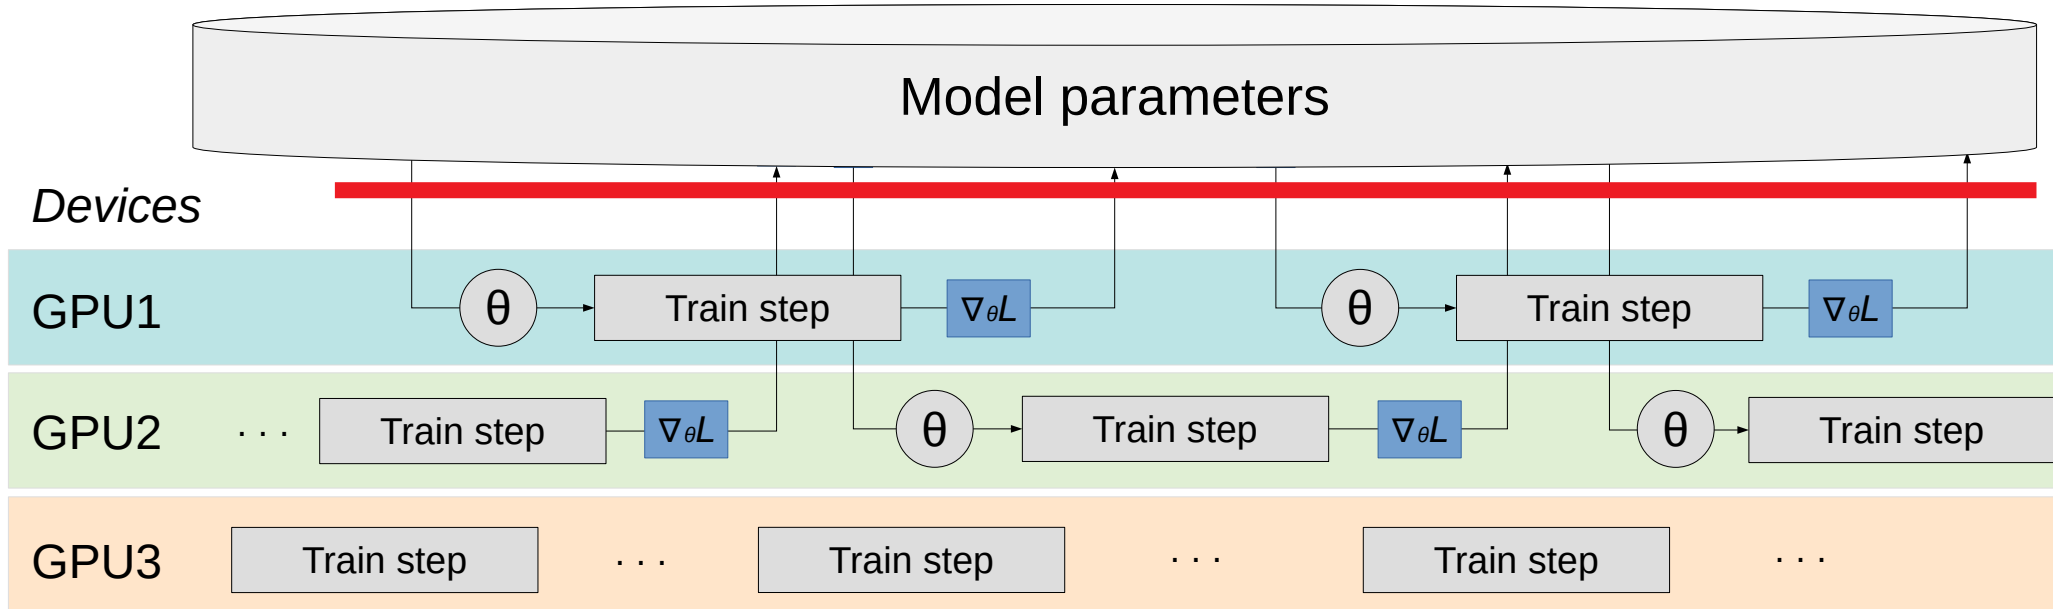 Model parameters
Devices
GPU1 θ Train step ∇θL θ Train step ∇θL
GPU2 . . . Train step ∇θL θ Train step ∇θL θ Train step
GPU3 Train step . . . Train step . . . Train step . . .